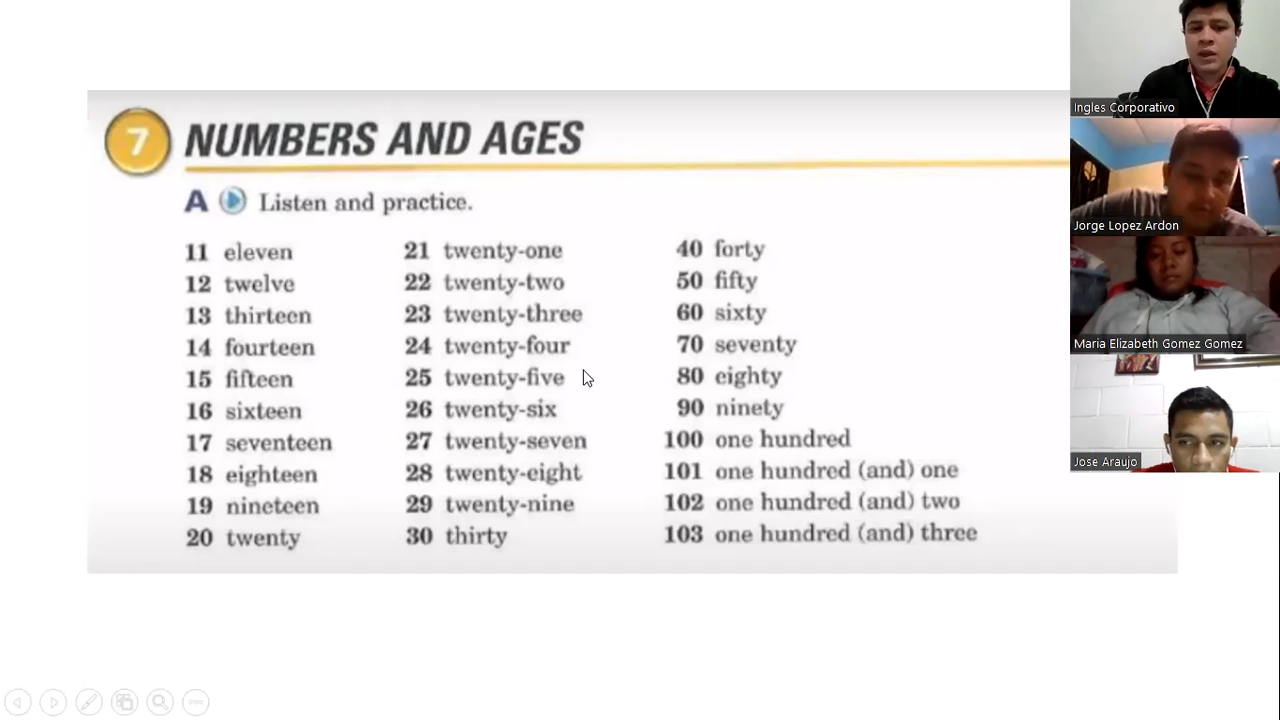 7 NUMBERS AND AGES
A Listen and practice.
11 eleven
12 twelve
13 thirteen
14 fourteen
15 fifteen
16 sixteen
17 seventeen
18 eighteen
19 nineteen
20 twenty
21 twenty-one
22 twenty-two
23 twenty-three
24 twenty-four
25 twenty-five
26 twenty-six
27 twenty-seven
28 twenty-eight
29 twenty-nine
30 thirty
40 forty
50 fifty
60 sixty
70 seventy
80 eighty
90 ninety
100 one hundred
101 one hundred (and) one
102 one hundred (and) two
103 one hundred (and) three
Ingles Corporativo
Jorge Lopez Ardon
Maria Elizabeth Gomez Gomez
Jose Araujo